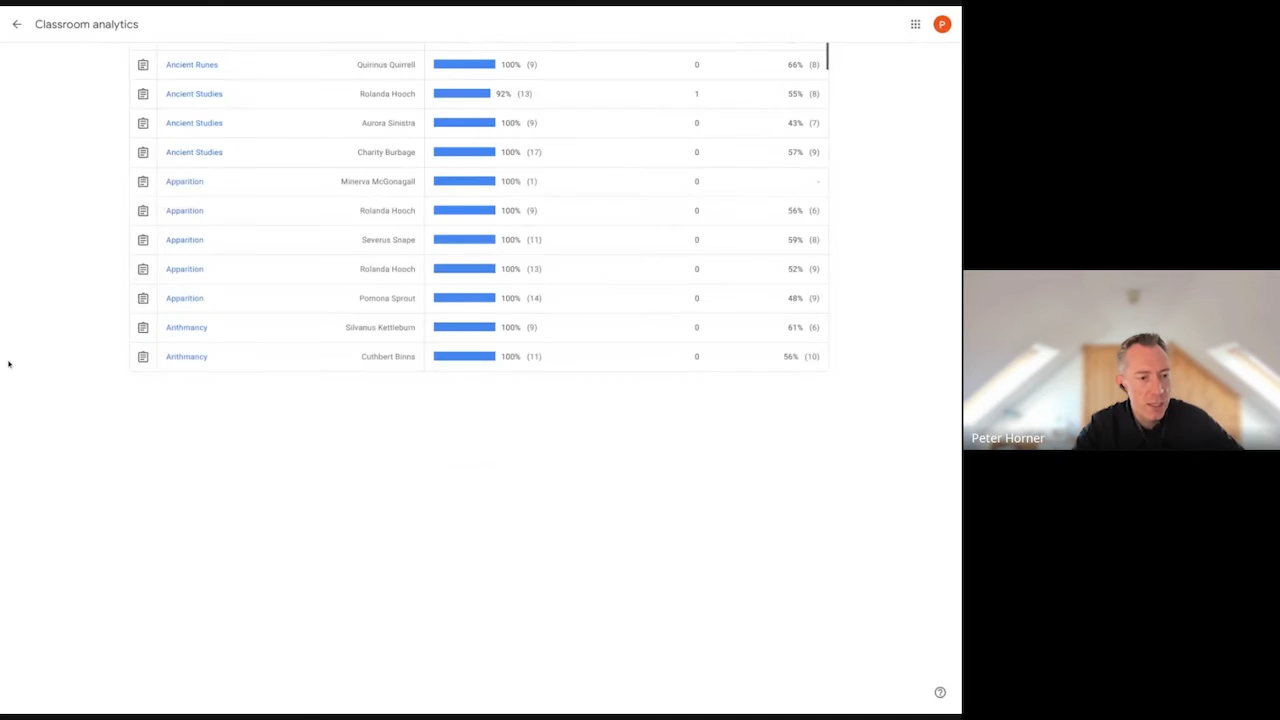 Classroom analytics
P
Ancient Runes Quirinus Quirrell 100% (9) 0 66% (8)
Ancient Studies Rolanda Hooch 92% (13) 1 55% (8)
Ancient Studies Aurora Sinistra 100% (9) 0 43% (7)
Ancient Studies Charity Burbage 100% (17) 0 57% (9)
Apparition Minerva McGonagall 100% (1) 0 -
Apparition Rolanda Hooch 100% (9) 0 56% (6)
Apparition Severus Snape 100% (11) 0 59% (8)
Apparition Rolanda Hooch 100% (13) 0 52% (9)
Apparition Pomona Sprout 100% (14) 0 48% (9)
Arithmancy Silvanus Kettleburn 100% (9) 0 61% (6)
Arithmancy Cuthbert Binna 100% (11) 0 56% (10)
Peter Horner